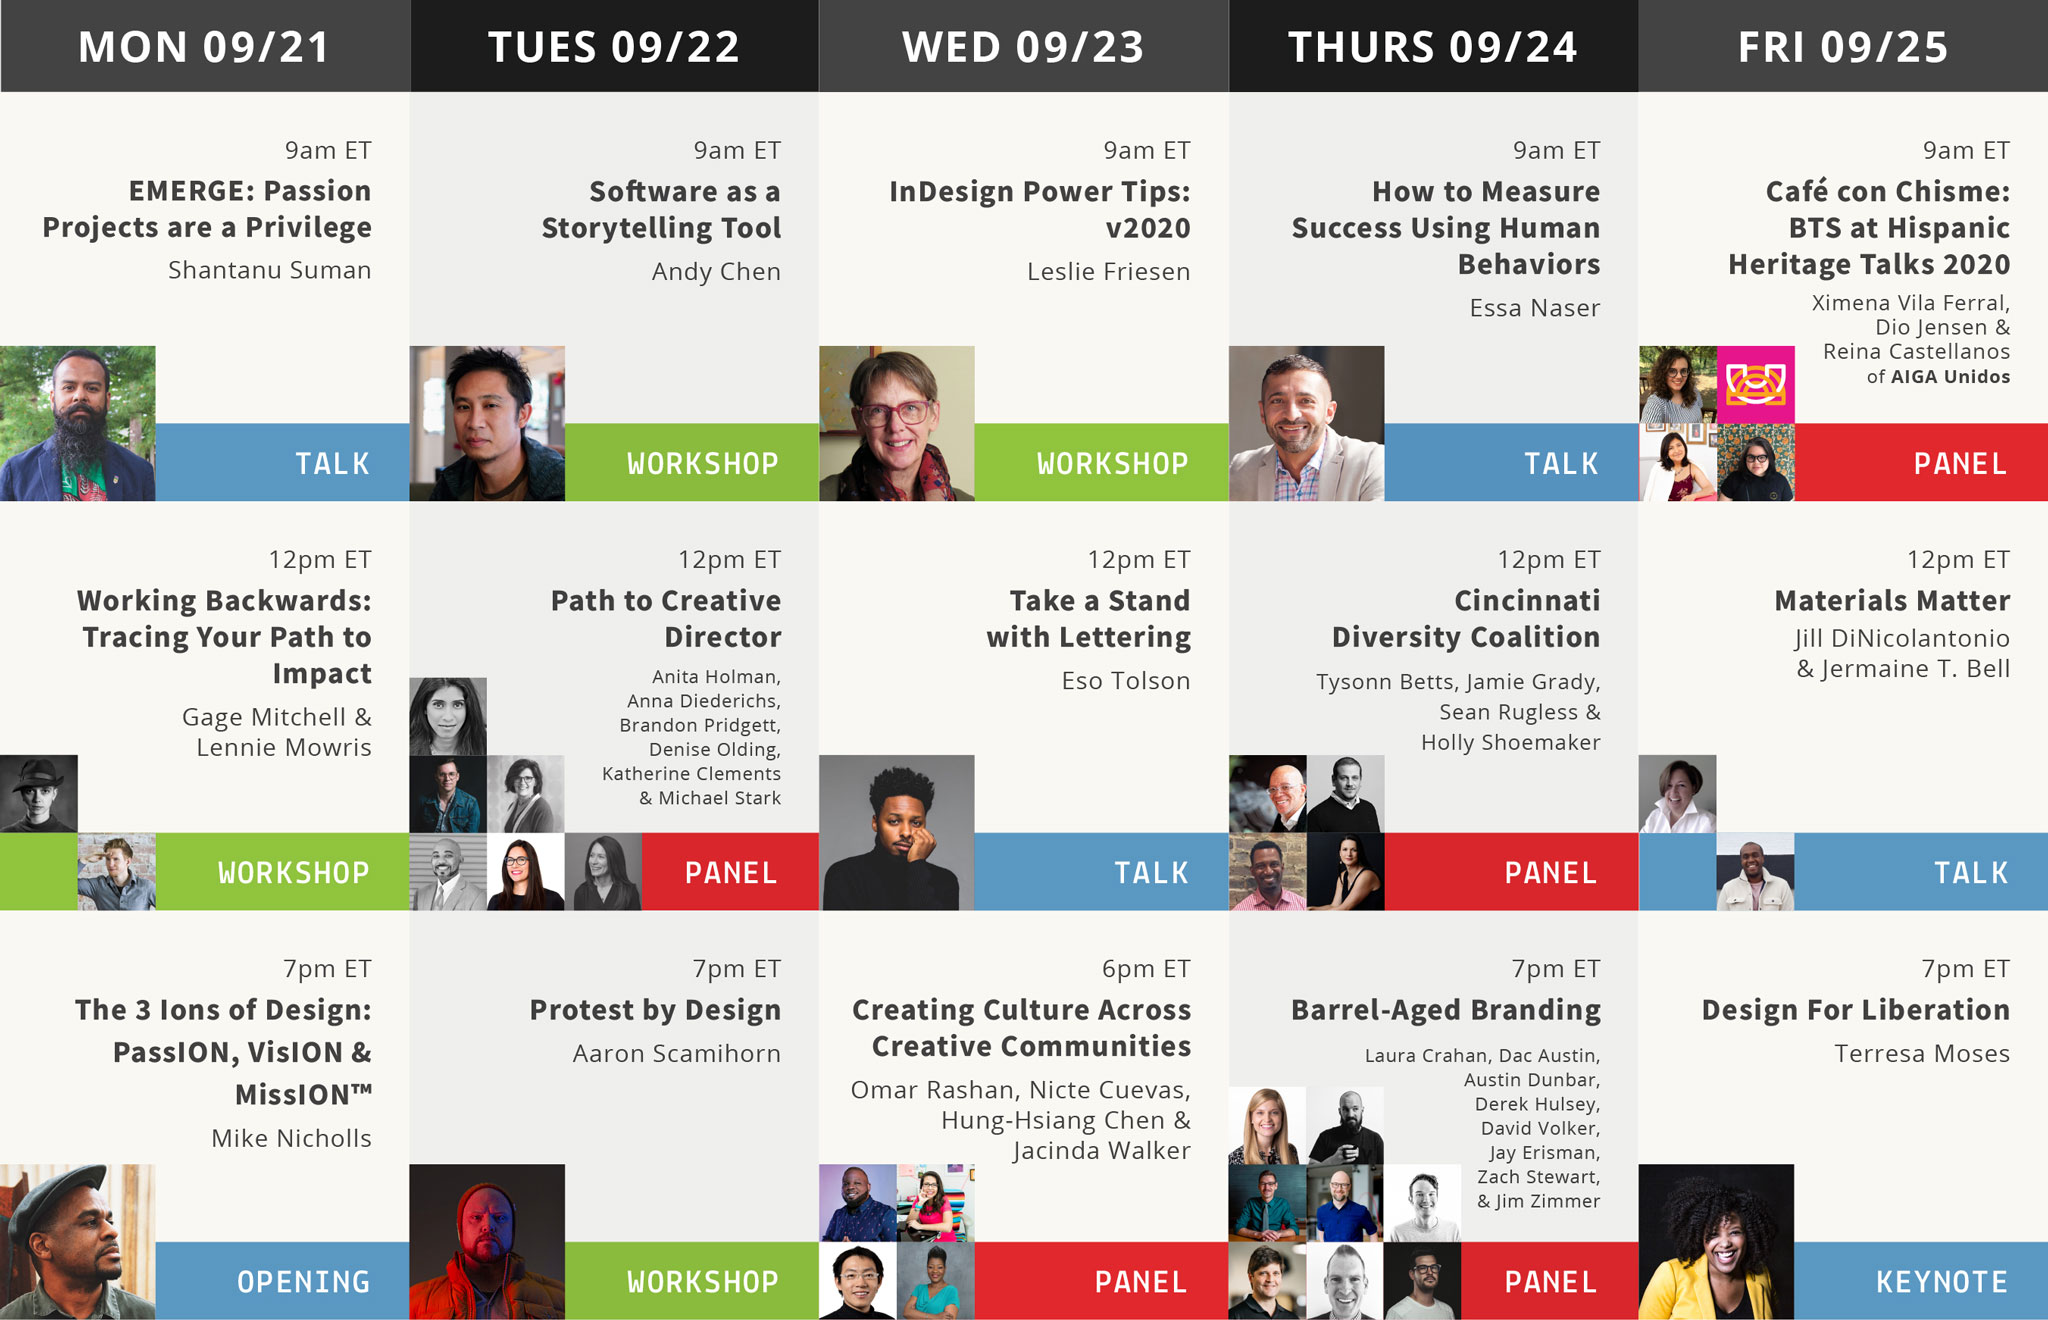 MON 09/21
TUES 09/22
WED 09/23
THURS 09/24
FRI 09/25
9am ET
EMERGE: Passion
Projects are a Privilege
Shantanu Suman
TALK
9am ET
Software as a
Storytelling Tool
Andy Chen
WORKSHOP
9am ET
InDesign Power Tips:
v2020
Leslie Friesen
WORKSHOP
9am ET
How to Measure
Success Using Human
Behaviors
Essa Naser
TALK
9am ET
Café con Chisme:
BTS at Hispanic
Heritage Talks 2020
Ximena Vila Ferral,
Dio Jensen &
Reina Castellanos
of AIGA Unidos
PANEL
12pm ET
Working Backwards:
Tracing Your Path to
Impact
Gage Mitchell &
Lennie Mowris
WORKSHOP
12pm ET
Path to Creative
Director
Anita Holman,
Anna Diederichs,
Brandon Pridgett,
Denise Olding,
Katherine Clements
& Michael Stark
PANEL
12pm ET
Take a Stand
with Lettering
Eso Tolson
TALK
12pm ET
Cincinnati
Diversity Coalition
Tysonn Betts, Jamie Grady,
Sean Rugless &
Holly Shoemaker
PANEL
12pm ET
Materials Matter
Jill DiNicolantonio
& Jermaine T. Bell
TALK
7pm ET
The 3 Ions of Design:
PassION, VisION &
MissION™
Mike Nicholls
OPENING
7pm ET
Protest by Design
Aaron Scamihorn
WORKSHOP
6pm ET
Creating Culture Across
Creative Communities
Omar Rashan, Nicte Cuevas,
Hung-Hsiang Chen &
Jacinda Walker
PANEL
7pm ET
Barrel-Aged Branding
Laura Crahan, Dac Austin,
Austin Dunbar,
Derek Hulsey,
David Volker,
Jay Erisman,
Zach Stewart,
& Jim Zimmer
PANEL
7pm ET
Design For Liberation
Terresa Moses
KEYNOTE